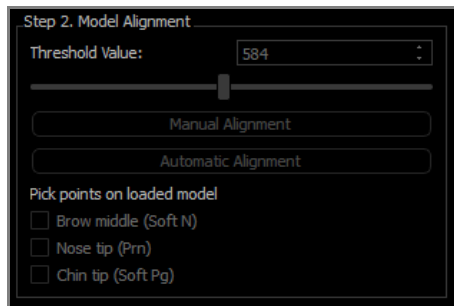 Step 2. Model Alignment
Threshold Value: 584
Manual Alignment
Automatic Alignment
Pick points on loaded model
Brow middle (Soft N)
Nose tip (Prn)
Chin tip (Soft Pg)